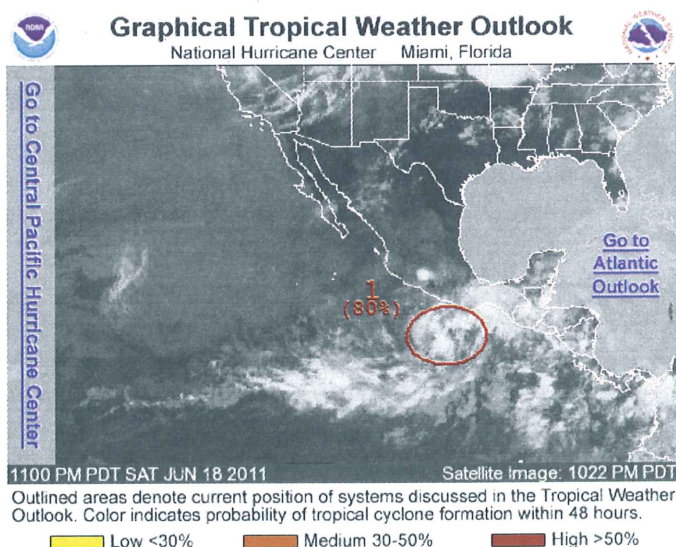 Graphical Tropical Weather Outlook
National Hurricane Center Miami, Florida
NOAA
Go to Central Pacific Hurricane Center
Go to
Atlantic
Outlook
1
(80%)
1100 PM PDT SAT JUN 18 2011 Satellite Image: 1022 PM PDT
Outlined areas denote current position of systems discussed in the Tropical Weather
Outlook. Color indicates probability of tropical cyclone formation within 48 hours.
Low <30% Medium 30-50% High >50%